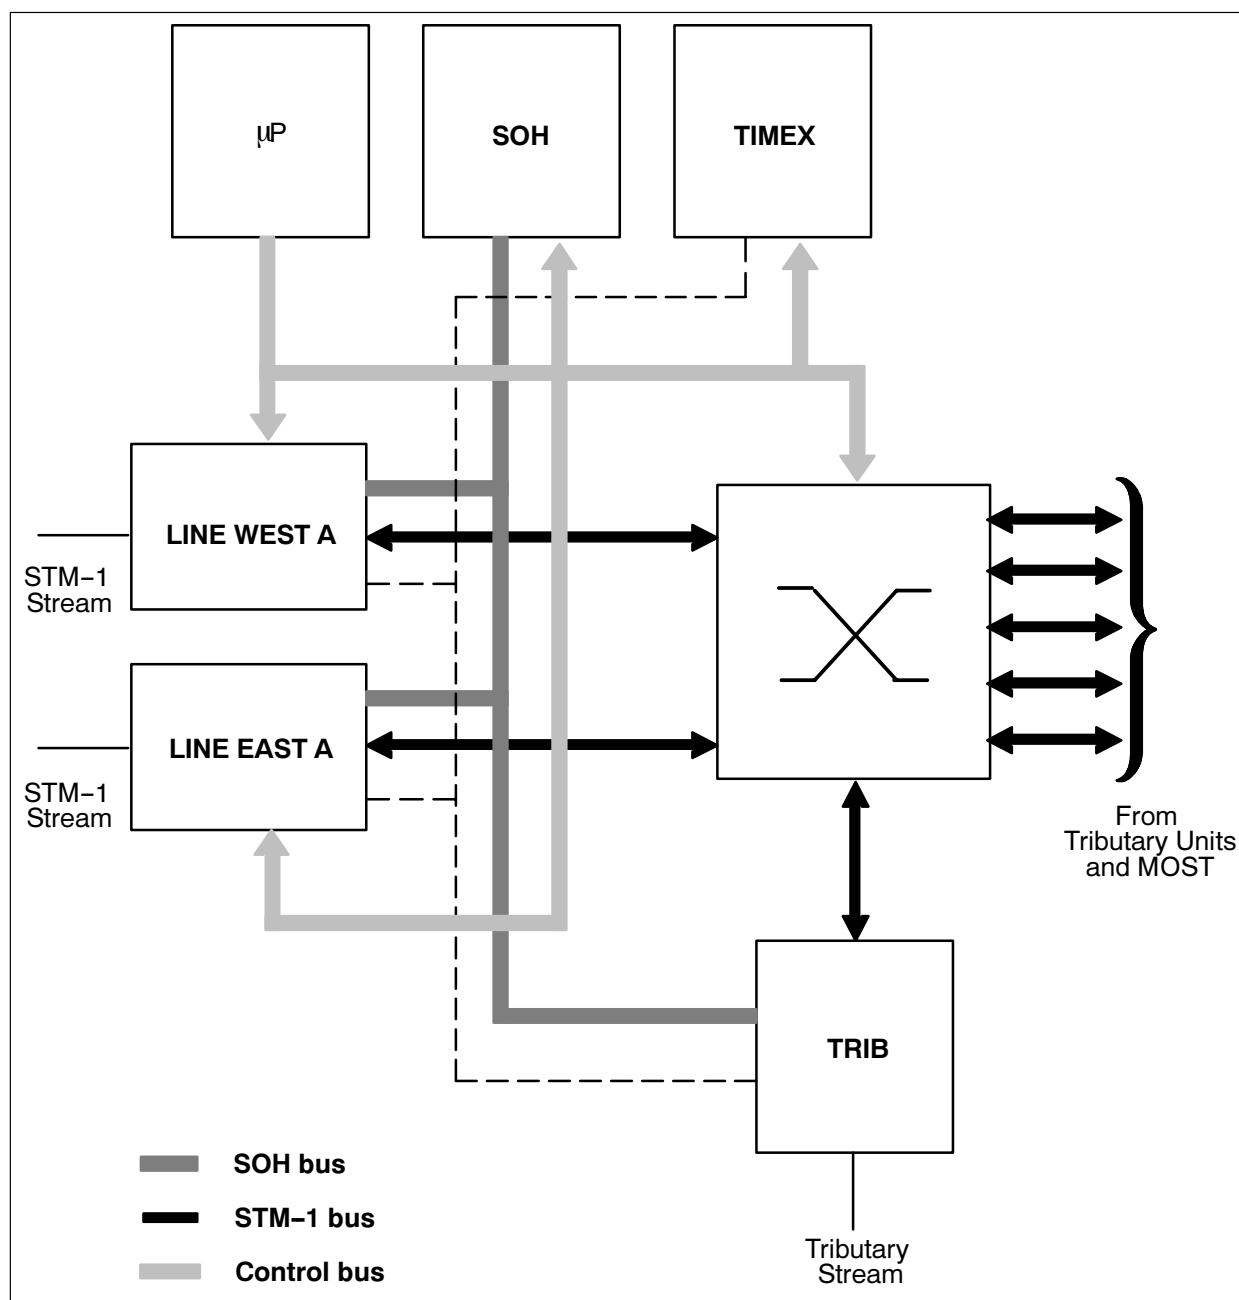 µP
SOH
TIMEX
LINE WEST A
STM–1
Stream
LINE EAST A
STM–1
Stream
From
Tributary Units
and MOST
TRIB
SOH bus
STM–1 bus
Control bus
Tributary
Stream